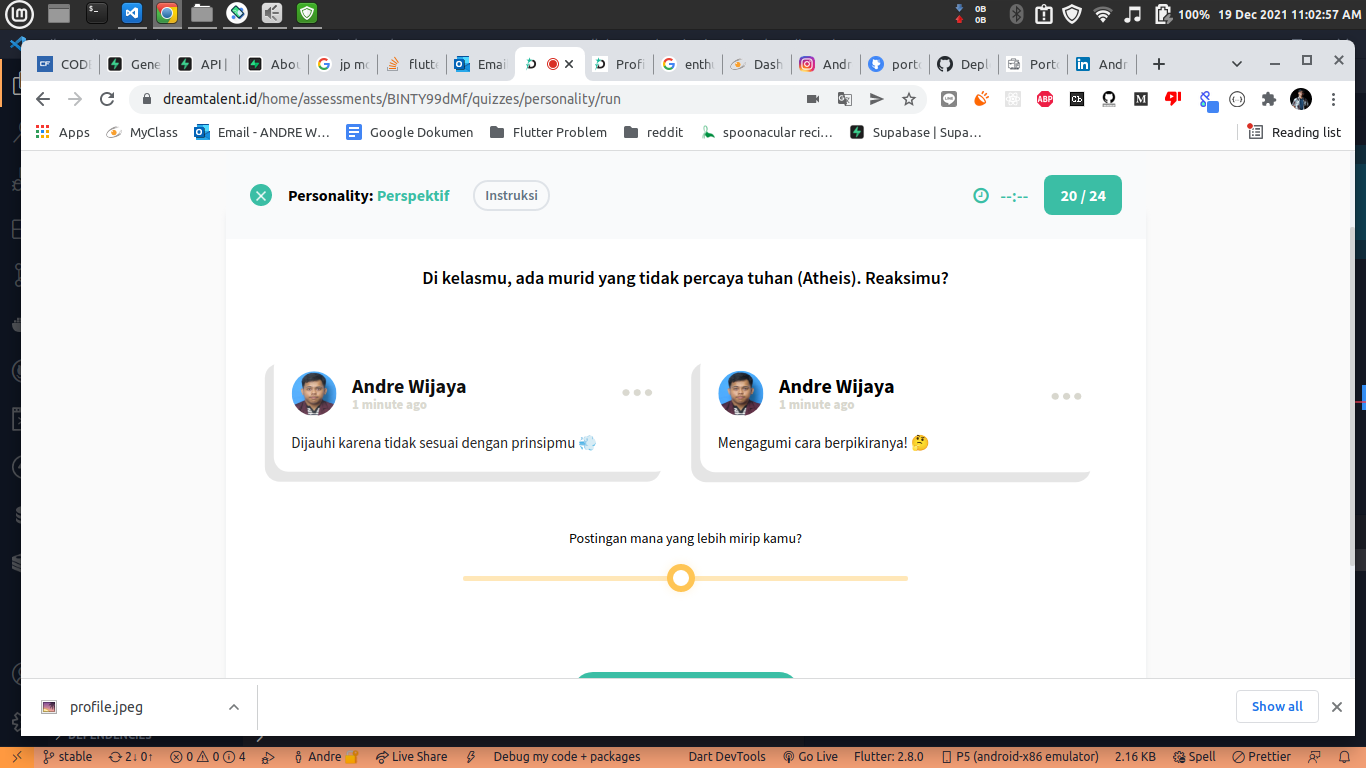 100% 19 Dec 2021 11:02:57 AM
0B
0B
CODI
Gene
API |
Abou
jp mo
flutte
Emai
Profi
enthu
Dash
Andr
porto
Deplo
Porto
Andr
dreamtalent.id/home/assessments/BINTY99dMf/quizzes/personality/run
ABP
Apps MyClass Email - ANDRE W... Google Dokumen Flutter Problem reddit spoonacular reci... Supabase | Supa... Reading list
Personality: Perspektif Instruksi --:-- 20 / 24
Di kelasmu, ada murid yang tidak percaya tuhan (Atheis). Reaksimu?
Andre Wijaya
1 minute ago
Dijauhi karena tidak sesuai dengan prinsipmu 💨
Andre Wijaya
1 minute ago
Mengagumi cara berpikiranya! 🤔
Postingan mana yang lebih mirip kamu?
profile.jpeg Show all
DEPENDENCIES
stable 2↓ 0↑ 0 0 4 Andre 🔐 Live Share Debug my code + packages Dart DevTools Go Live Flutter: 2.8.0 P5 (android-x86 emulator) 2.16 KB Spell Prettier